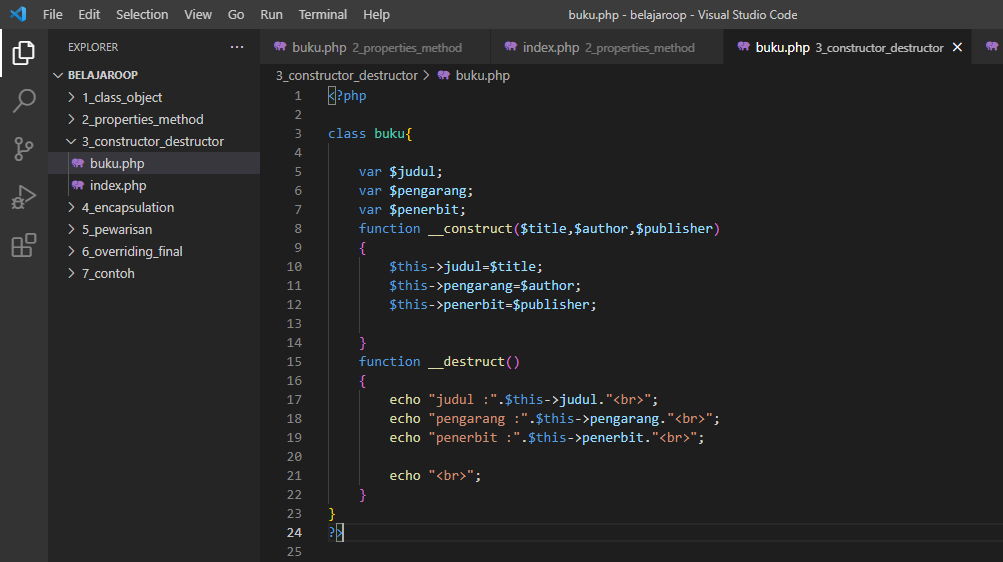 File Edit Selection View Go Run Terminal Help buku.php - belajaroop - Visual Studio Code
EXPLORER ...
BELAJAROOP
1_class_object
2_properties_method
3_constructor_destructor
buku.php
index.php
4_encapsulation
5_pewarisan
6_overriding_final
7_contoh
buku.php 2_properties_method index.php 2_properties_method buku.php 3_constructor_destructor
3_constructor_destructor > buku.php
1 <?php
2
3 class buku{
4
5 var $judul;
6 var $pengarang;
7 var $penerbit;
8 function __construct($title,$author,$publisher)
9 {
10 $this->judul=$title;
11 $this->pengarang=$author;
12 $this->penerbit=$publisher;
13
14 }
15 function __destruct()
16 {
17 echo "judul :".$this->judul."<br>";
18 echo "pengarang :".$this->pengarang."<br>";
19 echo "penerbit :".$this->penerbit."<br>";
20
21 echo "<br>";
22 }
23 }
24 ?>
25